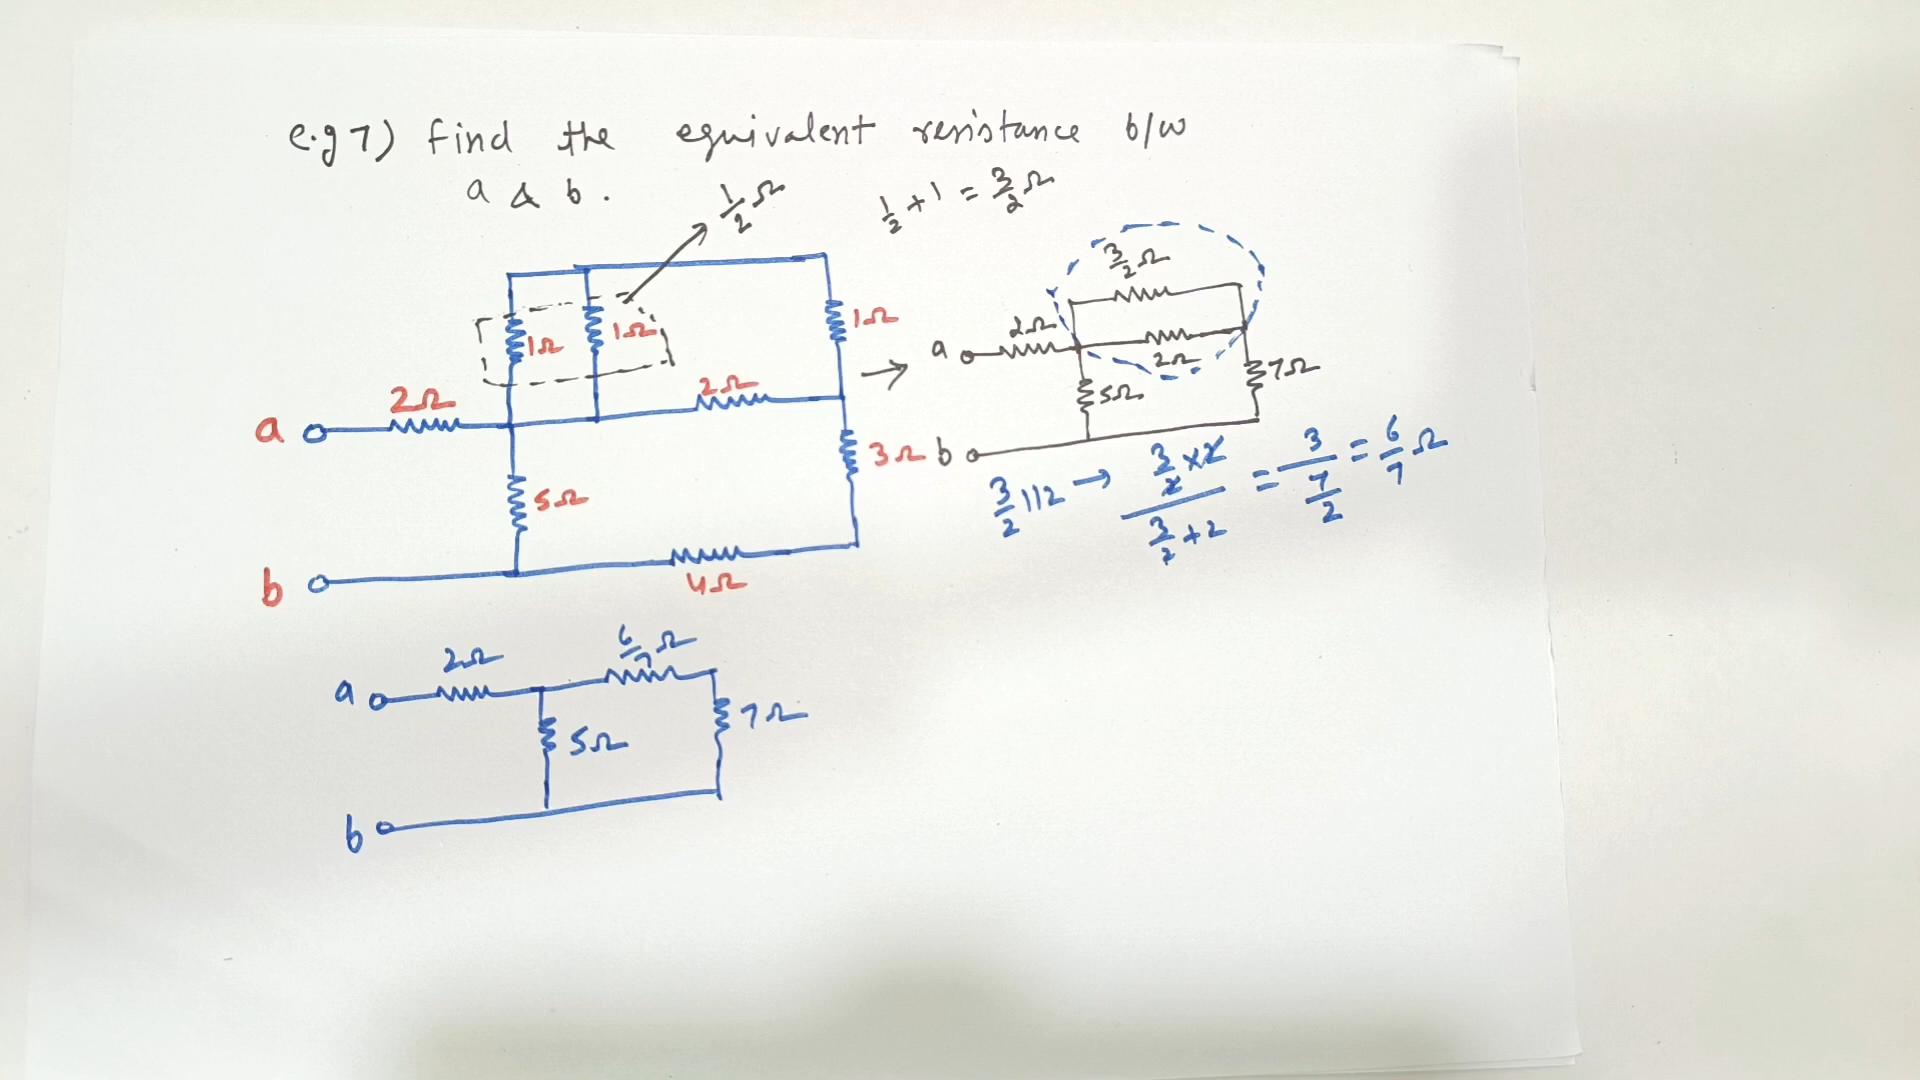 e.g 7) Find the equivalent resistance b/w
a & b.
1/2 Ω
1/2 + 1 = 3/2 Ω
1Ω
1Ω
1Ω
2Ω
2Ω
a
5Ω
3Ω
b
4Ω
3/2 Ω
2Ω
a
2Ω
5Ω
7Ω
b
3/2 || 2 → (3/2 × 2)/(3/2 + 2) = 3/(7/2) = 6/7 Ω
2Ω
6/7 Ω
a
5Ω
7Ω
b